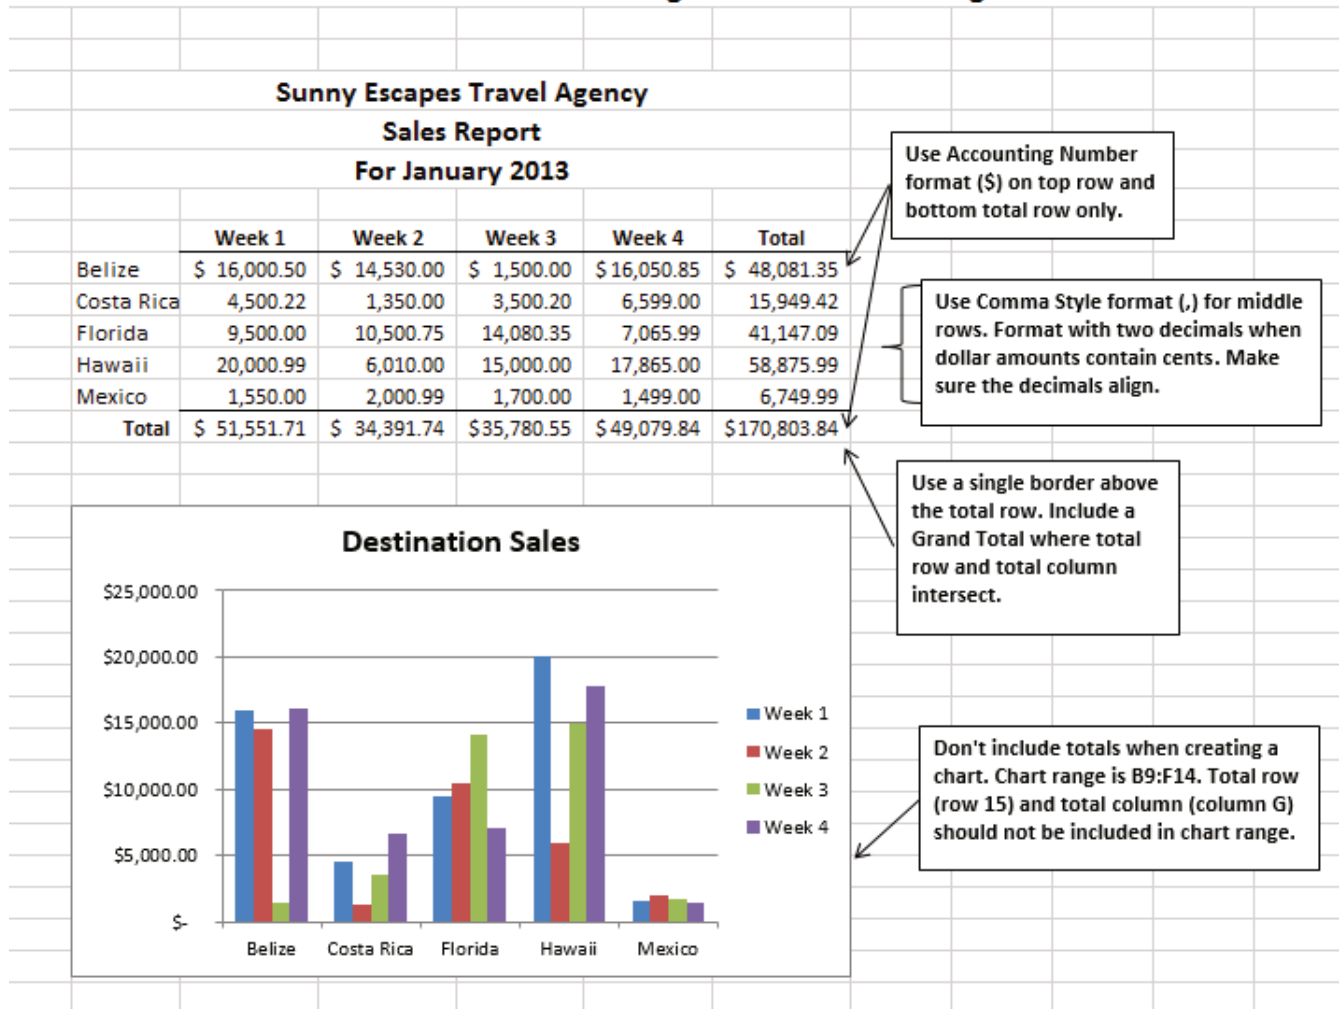 Sunny Escapes Travel Agency
Sales Report
For January 2013
Week 1 Week 2 Week 3 Week 4 Total
Belize $ 16,000.50 $ 14,530.00 $ 1,500.00 $16,050.85 $ 48,081.35
Costa Rica 4,500.22 1,350.00 3,500.20 6,599.00 15,949.42
Florida 9,500.00 10,500.75 14,080.35 7,065.99 41,147.09
Hawaii 20,000.99 6,010.00 15,000.00 17,865.00 58,875.99
Mexico 1,550.00 2,000.99 1,700.00 1,499.00 6,749.99
Total $ 51,551.71 $ 34,391.74 $35,780.55 $49,079.84 $170,803.84
Use Accounting Number
format ($) on top row and
bottom total row only.
Use Comma Style format (,) for middle
rows. Format with two decimals when
dollar amounts contain cents. Make
sure the decimals align.
Use a single border above
the total row. Include a
Grand Total where total
row and total column
intersect.
Destination Sales
$25,000.00
$20,000.00
$15,000.00
$10,000.00
$5,000.00
$-
Belize Costa Rica Florida Hawaii Mexico
Week 1
Week 2
Week 3
Week 4
Don't include totals when creating a
chart. Chart range is B9:F14. Total row
(row 15) and total column (column G)
should not be included in chart range.